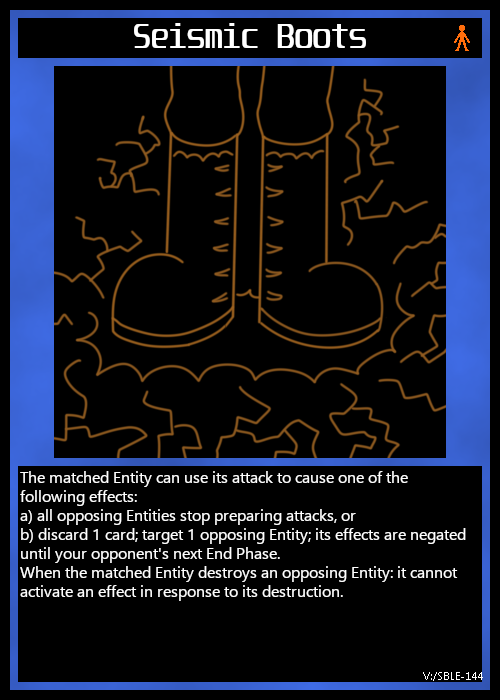 Seismic Boots
The matched Entity can use its attack to cause one of the
following effects:
a) all opposing Entities stop preparing attacks, or
b) discard 1 card; target 1 opposing Entity; its effects are negated
until your opponent's next End Phase.
When the matched Entity destroys an opposing Entity: it cannot
activate an effect in response to its destruction.
V:/SBLE-144